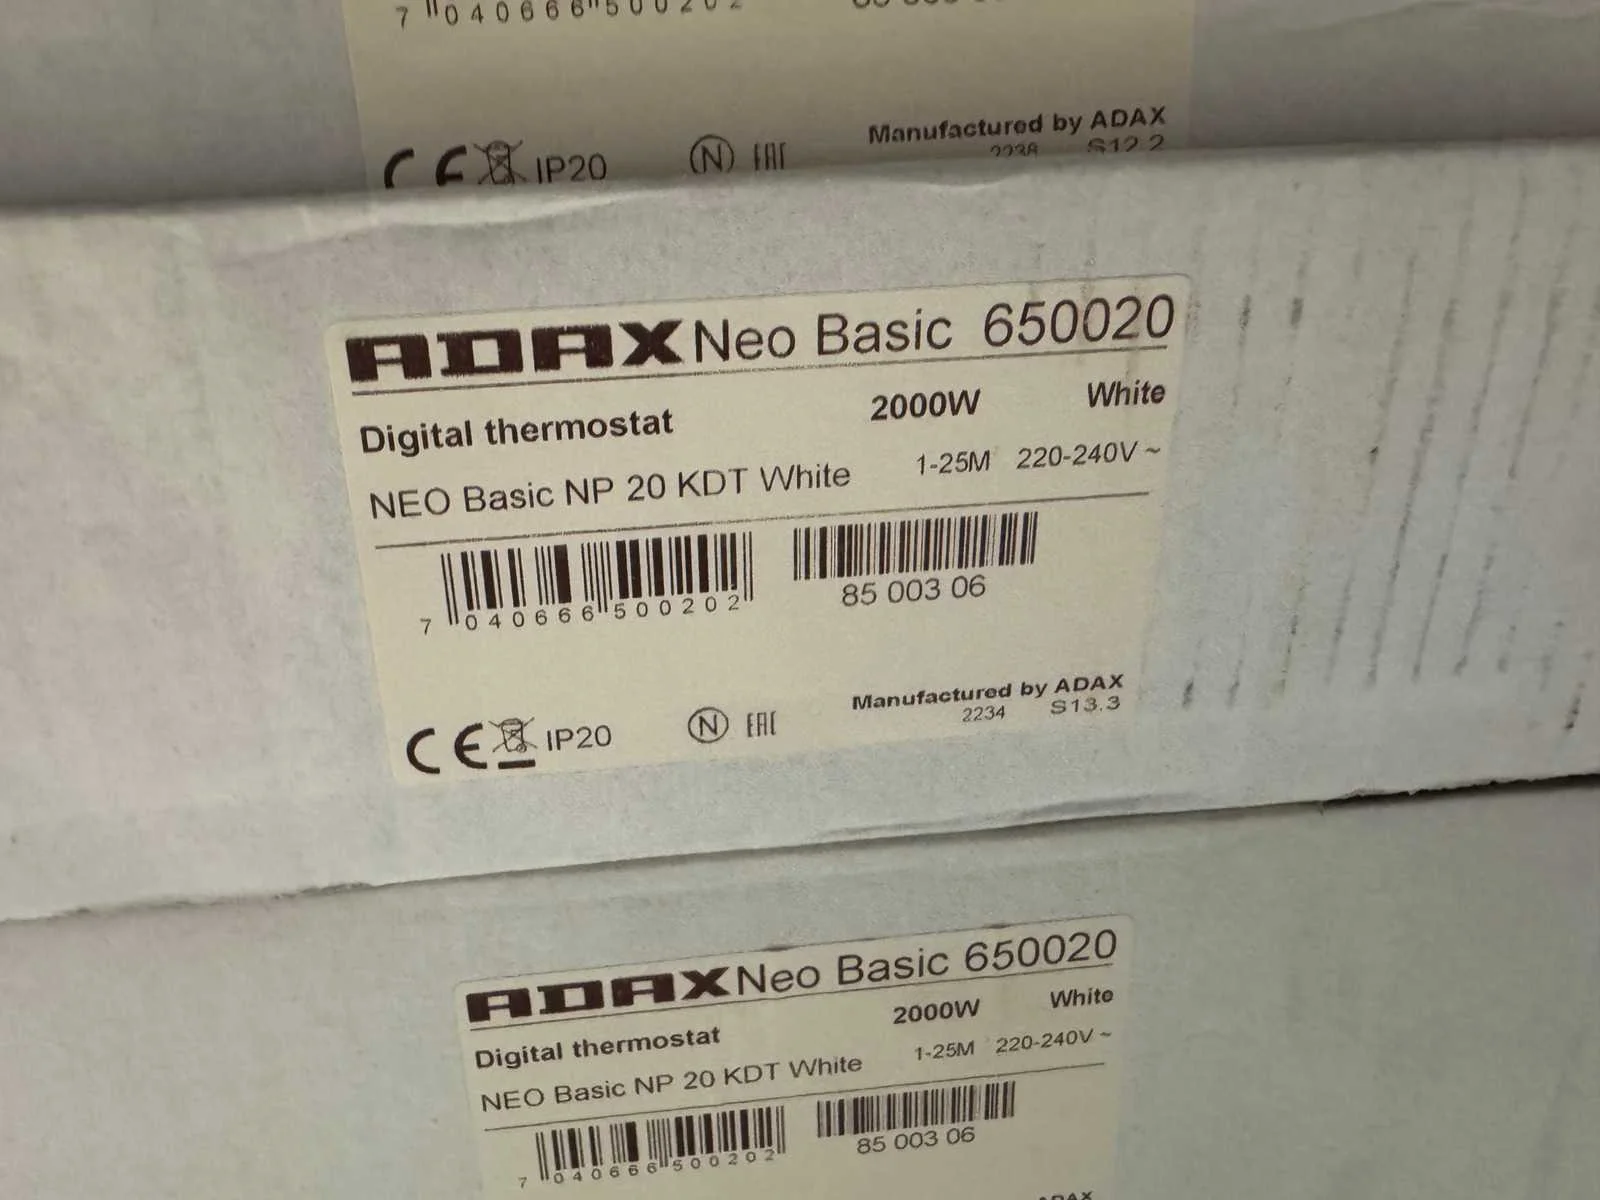 7 040666 500202
Manufactured by ADAX
2238 S12.2
CE IP20 N EAC
ADAX Neo Basic 650020
Digital thermostat 2000W White
NEO Basic NP 20 KDT White 1-25M 220-240V ~
7 040666 500202 85 003 06
Manufactured by ADAX
2234 S13.3
CE IP20 N EAC
ADAX Neo Basic 650020
Digital thermostat 2000W White
NEO Basic NP 20 KDT White 1-25M 220-240V ~
7 040666 500202 85 003 06
ADAX